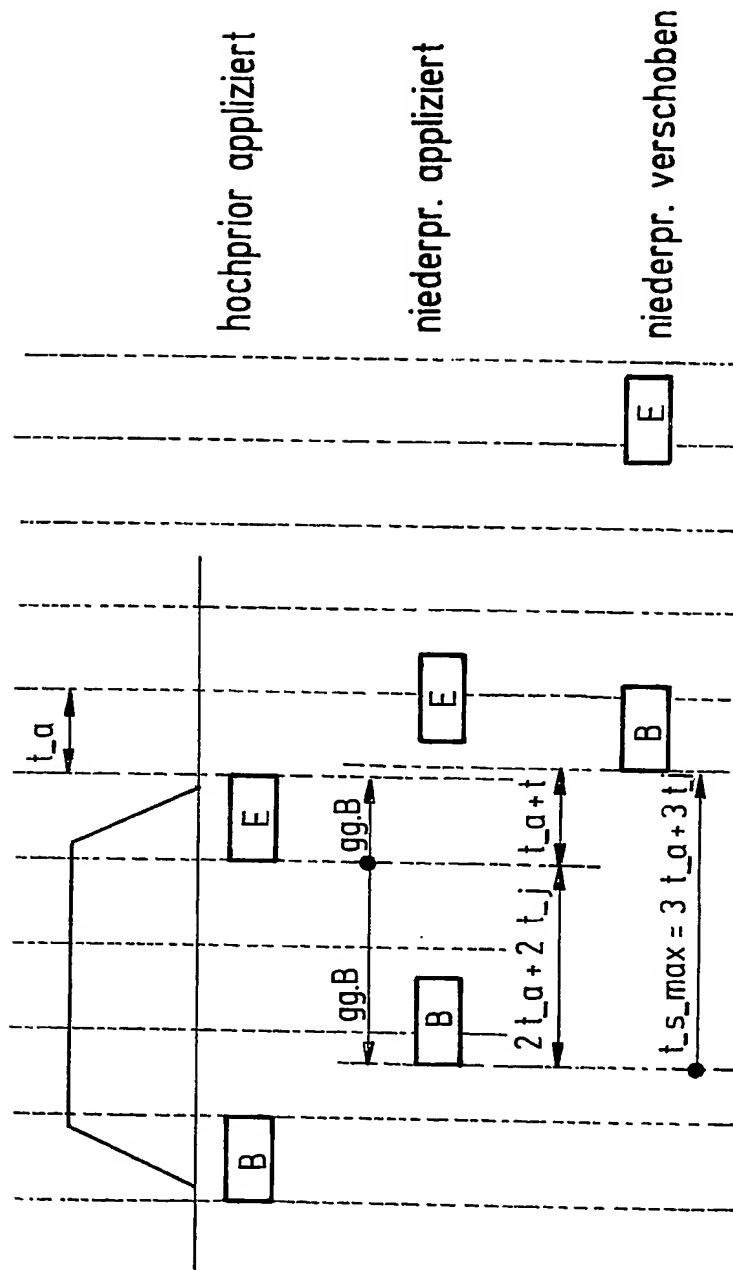 t_a
B E hochprior appliziert
gg.B gg.B
B E niederpr. appliziert
2 t_a+2 t_j t_a+t
B E niederpr. verschoben
t_s_max = 3 t_a+3 t_j